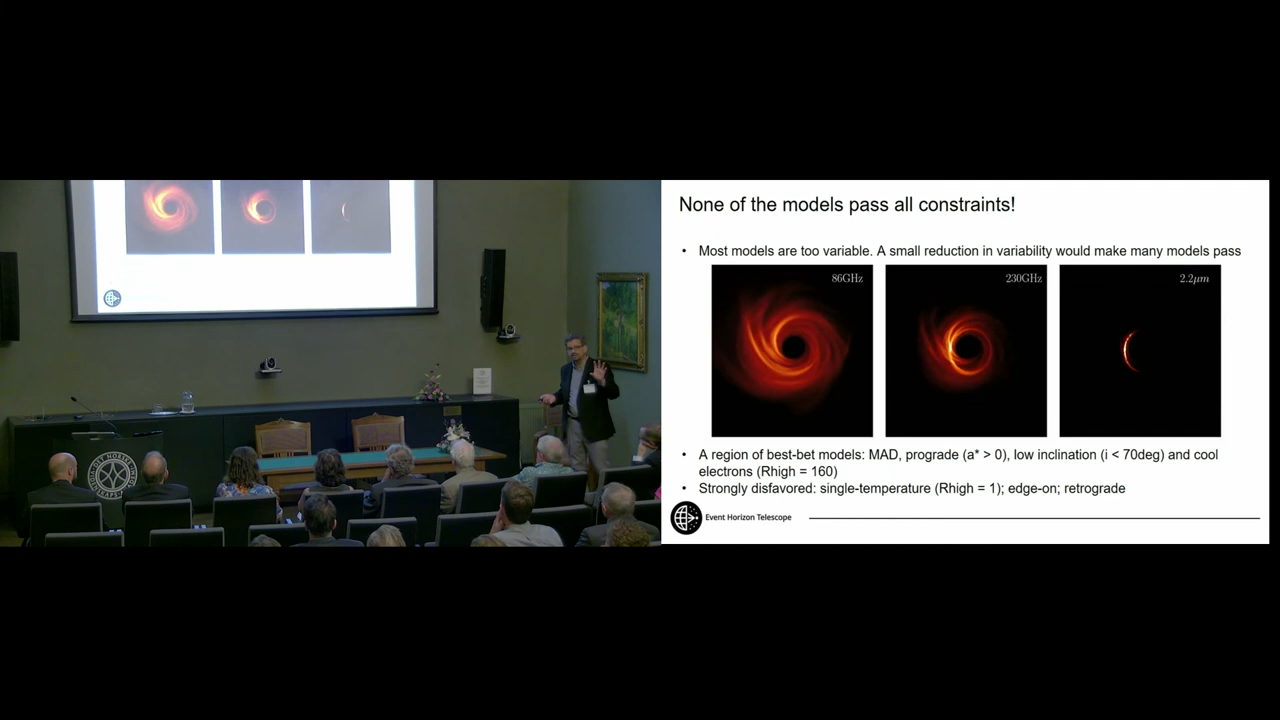 None of the models pass all constraints!
• Most models are too variable. A small reduction in variability would make many models pass
86GHz
230GHz
2.2μm
• A region of best-bet models: MAD, prograde (a* > 0), low inclination (i < 70deg) and cool
electrons (Rhigh = 160)
• Strongly disfavored: single-temperature (Rhigh = 1); edge-on; retrograde
Event Horizon Telescope